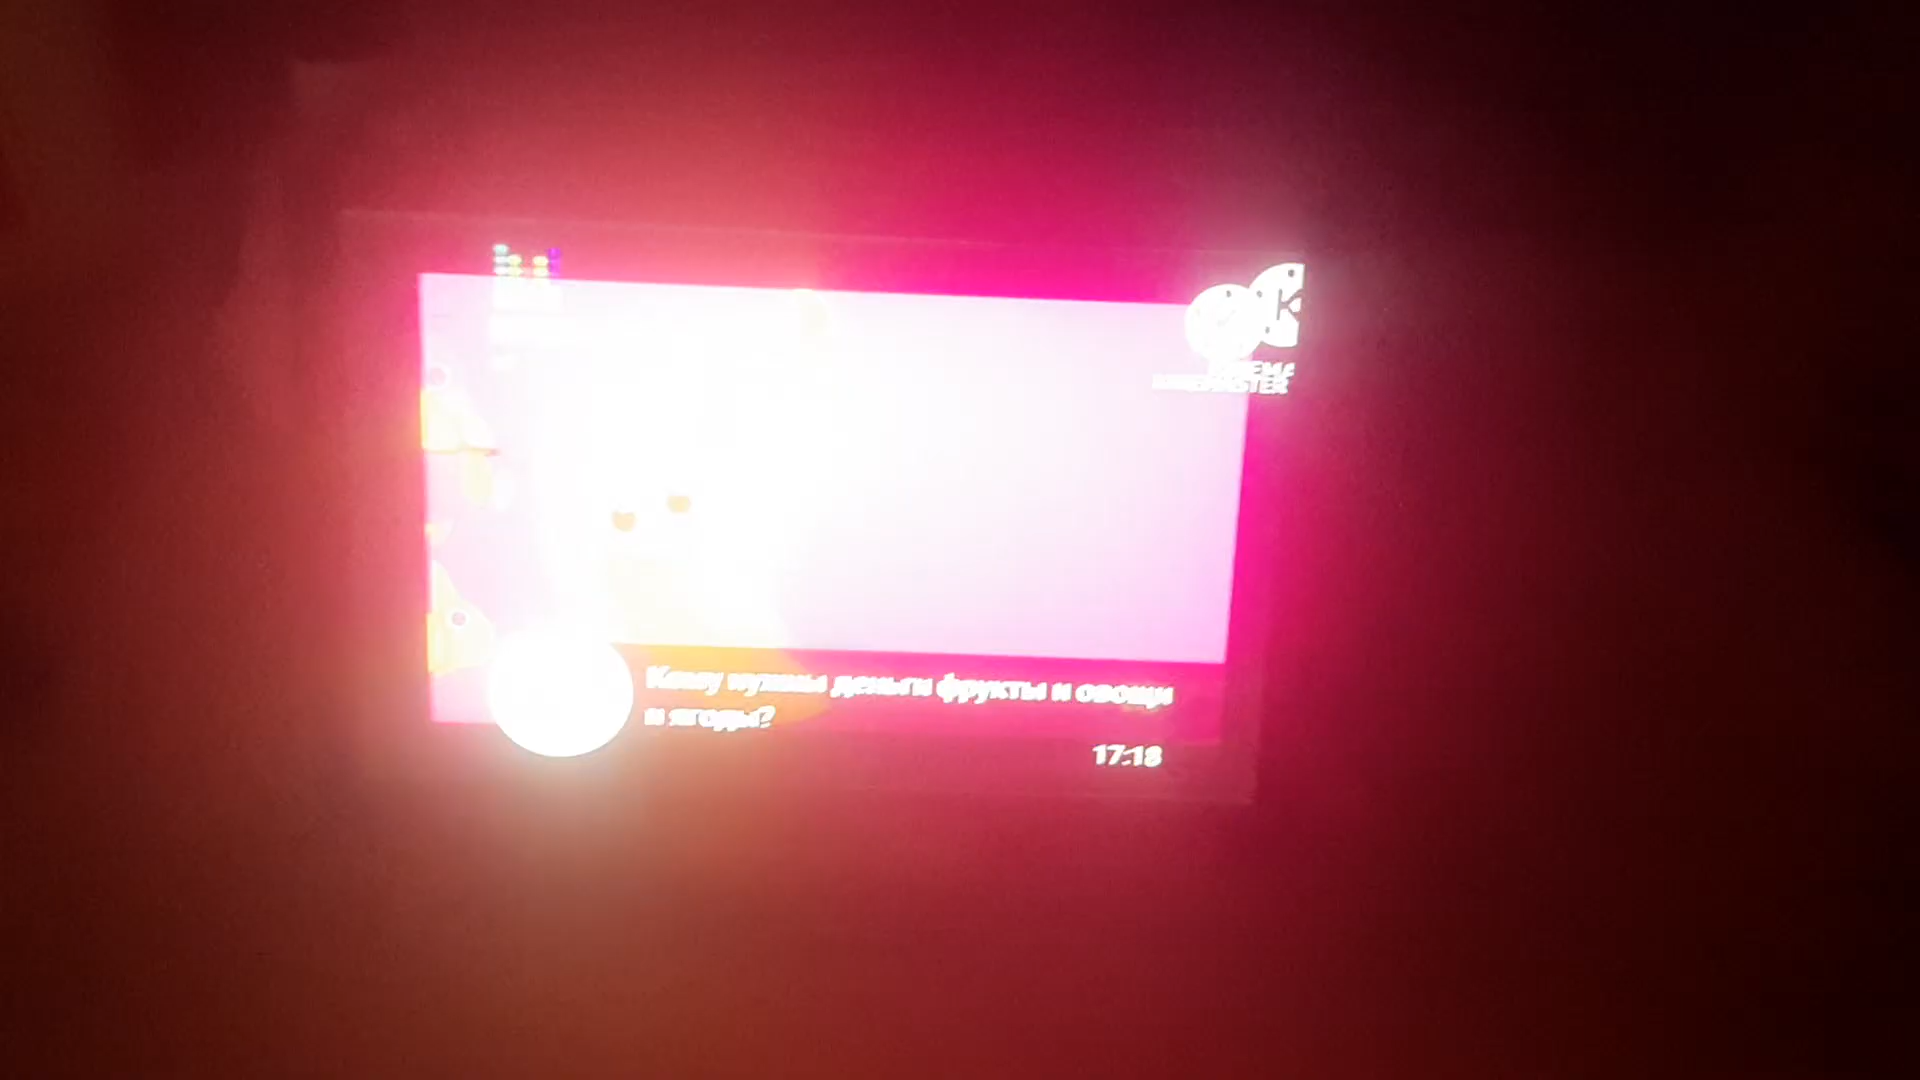 Кому нужны деньги фрукты и овощи
и ягоды?
17:18